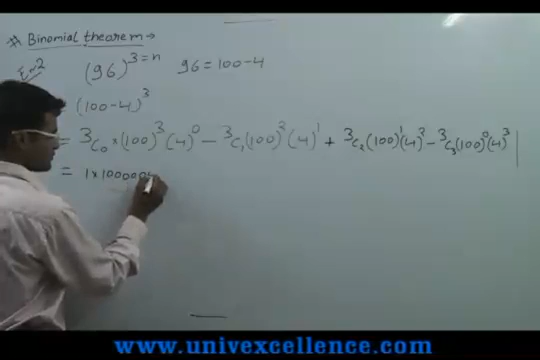 # Binomial theorem→
Ex-2
(96)^3=n 96 = 100-4
= (100-4)^3
= ³C₀×(100)³(4)⁰ - ³C₁(100)²(4)¹ + ³C₂(100)¹(4)² - ³C₃(100)⁰(4)³
= 1×100000
www.univexcellence.com